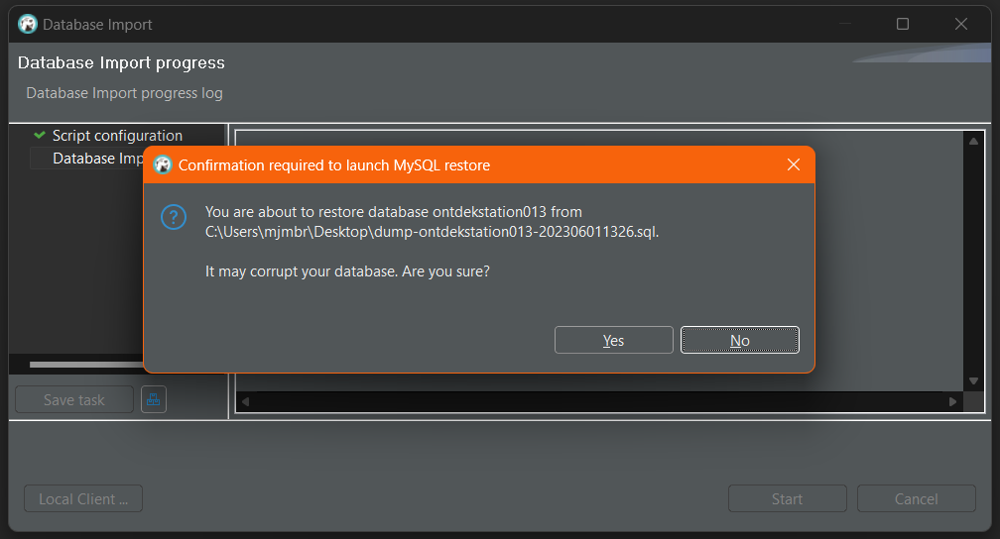 Database Import
Database Import progress
Database Import progress log
Script configuration
Database Imp
Confirmation required to launch MySQL restore
You are about to restore database ontdekstation013 from
C:\Users\mjmbr\Desktop\dump-ontdekstation013-202306011326.sql.
It may corrupt your database. Are you sure?
Yes
No
Save task
Local Client ...
Start
Cancel